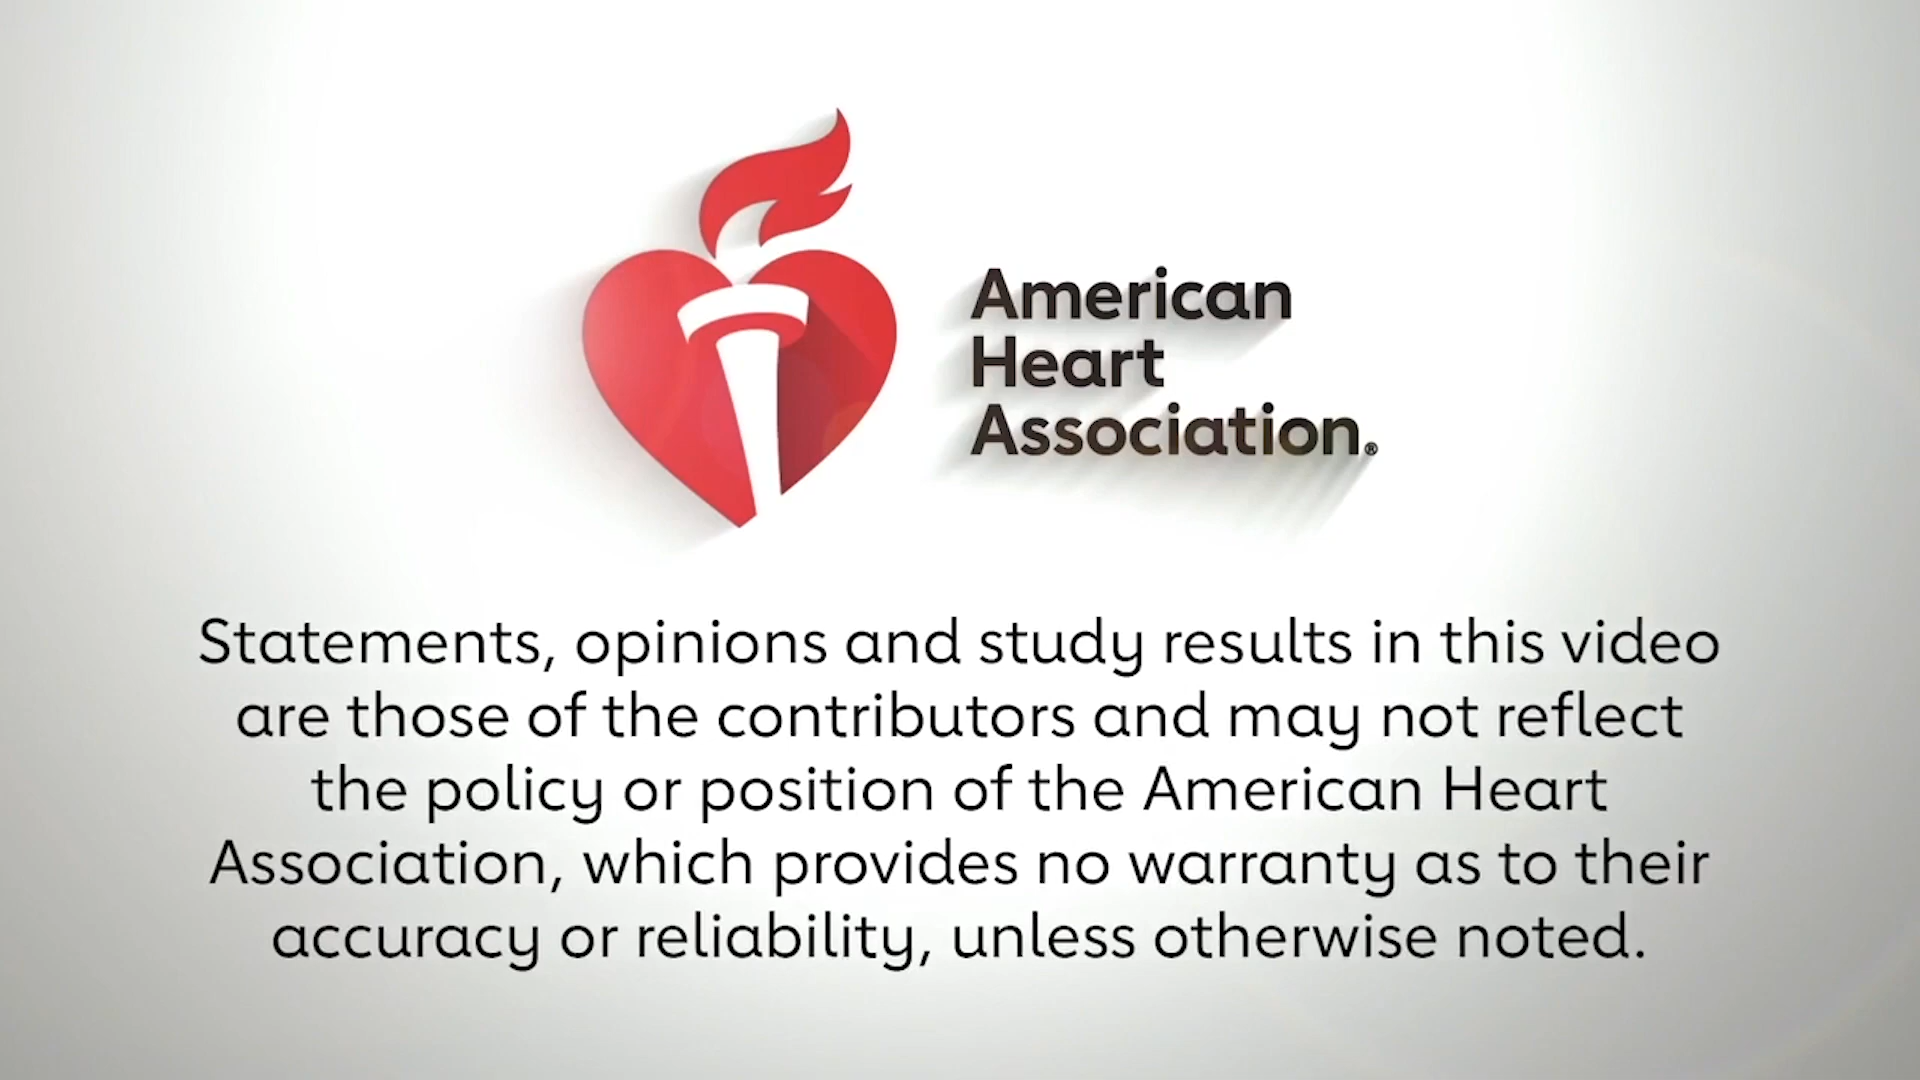 American
Heart
Association®
Statements, opinions and study results in this video
are those of the contributors and may not reflect
the policy or position of the American Heart
Association, which provides no warranty as to their
accuracy or reliability, unless otherwise noted.